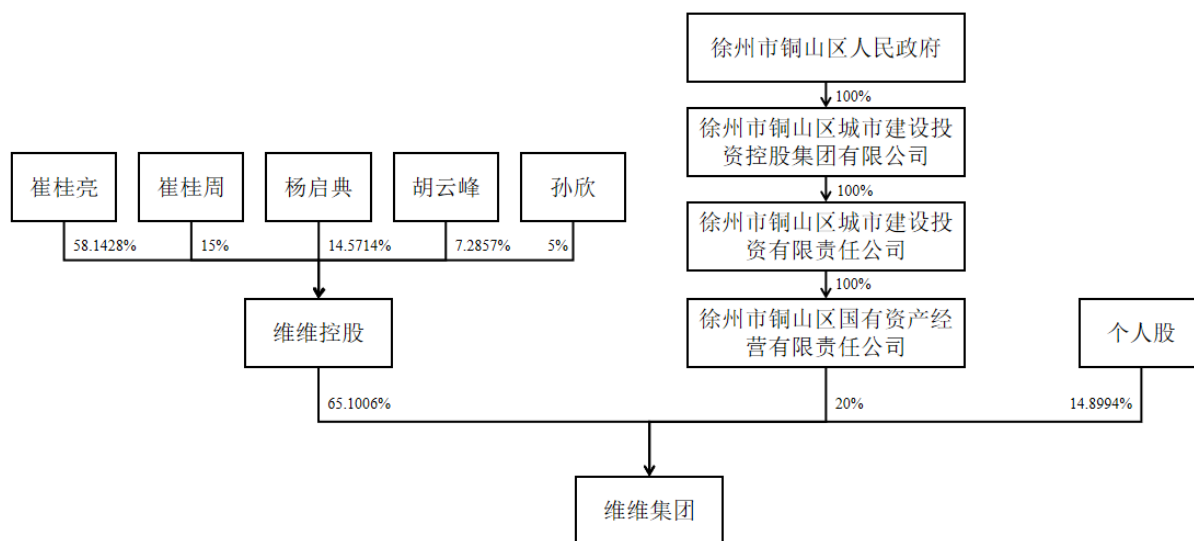 徐州市铜山区人民政府
100%
徐州市铜山区城市建设投
资控股集团有限公司
100%
崔桂亮
崔桂周
杨启典
胡云峰
孙欣
徐州市铜山区城市建设投
资有限责任公司
58.1428%
15%
14.5714%
7.2857%
5%
100%
维维控股
徐州市铜山区国有资产经
营有限责任公司
个人股
65.1006%
20%
14.8994%
维维集团